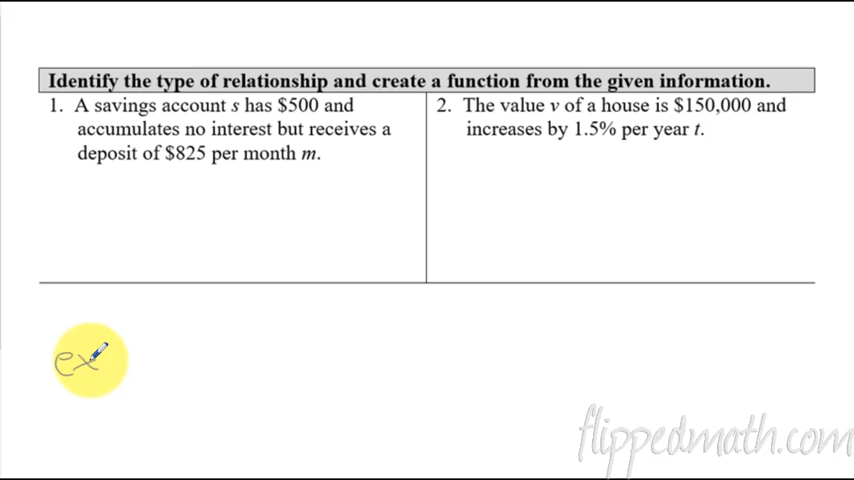 Identify the type of relationship and create a function from the given information.
1. A savings account s has $500 and
accumulates no interest but receives a
deposit of $825 per month m.
2. The value v of a house is $150,000 and
increases by 1.5% per year t.
ex
flippedmath.com